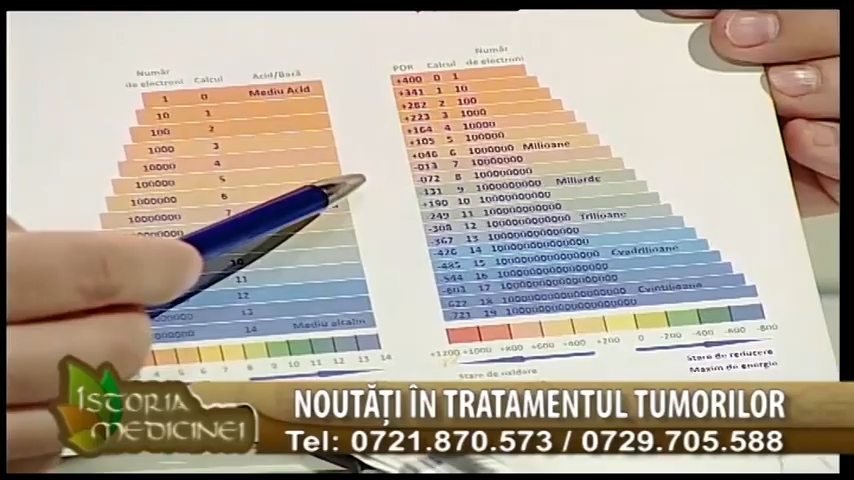 Număr
de electroni Calcul Acid/Bază
1 0 Mediu Acid
10 1
100 2
1000 3
10000 4
100000 5
1000000 6
10000000 7
10
11
12
13
14 Mediu alcalin
4 5 6 7 8 9 10 11 12 13 14
POR Calcul Număr
de electroni
+400 0 1
+341 1 10
+282 2 100
+223 3 1000
+164 4 10000
+105 5 100000
+046 6 1000000 Milioane
-013 7 10000000
-072 8 100000000
-131 9 1000000000 Miliarde
+190 10 10000000000
-249 11 100000000000
-308 12 1000000000000 Trilioane
-367 13 10000000000000
-426 14 100000000000000
-485 15 1000000000000000 Cvadrilioane
-544 16 10000000000000000
-603 17 100000000000000000
622 18 1000000000000000000 Cvintulioane
-721 19 10000000000000000000
+1200 +1000 +800 +600 +400 +200 0 -200 -400 -600 -800
Stare de oxidare
Stare de reducere
Maxim de energie
ISTORIA
MEDICINEI
NOUTĂȚI ÎN TRATAMENTUL TUMORILOR
Tel: 0721.870.573 / 0729.705.588